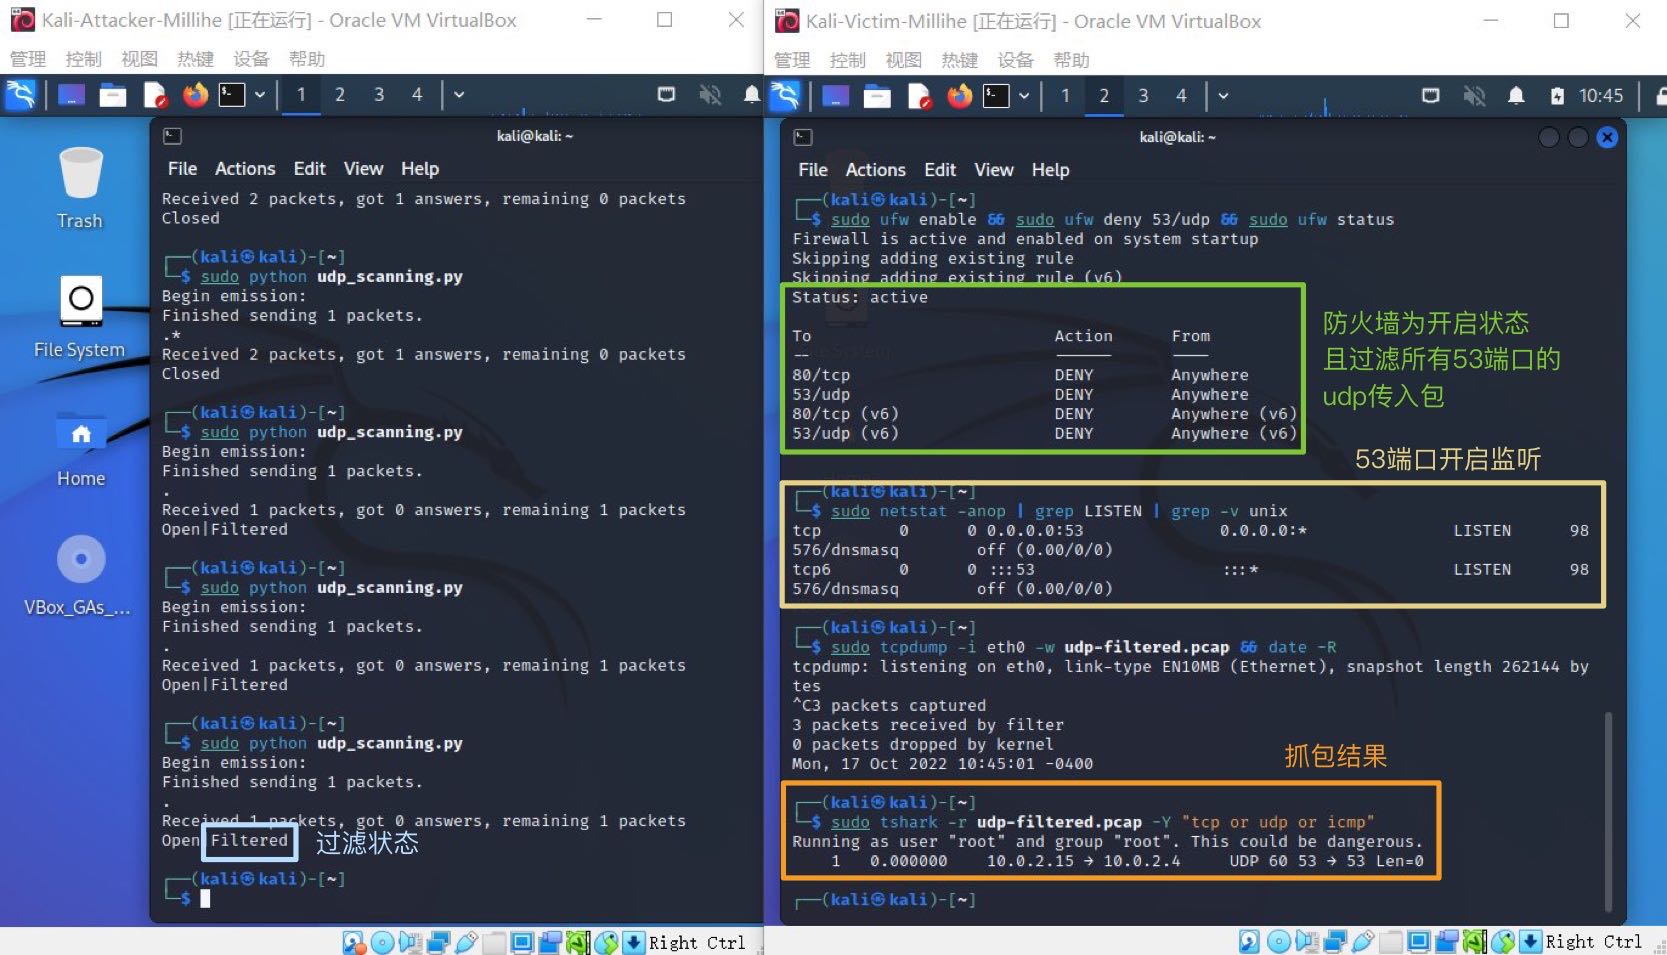 Kali-Attacker-Millihe [正在运行] - Oracle VM VirtualBox
管理 控制 视图 热键 设备 帮助
1 2 3 4
Trash
File System
Home
VBox_GAs_...
kali@kali: ~
File Actions Edit View Help
Received 2 packets, got 1 answers, remaining 0 packets
Closed
┌──(kali㉿kali)-[~]
└─$ sudo python udp_scanning.py
Begin emission:
Finished sending 1 packets.
.*
Received 2 packets, got 1 answers, remaining 0 packets
Closed
┌──(kali㉿kali)-[~]
└─$ sudo python udp_scanning.py
Begin emission:
Finished sending 1 packets.
.
Received 1 packets, got 0 answers, remaining 1 packets
Open|Filtered
┌──(kali㉿kali)-[~]
└─$ sudo python udp_scanning.py
Begin emission:
Finished sending 1 packets.
.
Received 1 packets, got 0 answers, remaining 1 packets
Open|Filtered
┌──(kali㉿kali)-[~]
└─$ sudo python udp_scanning.py
Begin emission:
Finished sending 1 packets.
.
Received 1 packets, got 0 answers, remaining 1 packets
Open Filtered 过滤状态
┌──(kali㉿kali)-[~]
└─$
Right Ctrl
Kali-Victim-Millihe [正在运行] - Oracle VM VirtualBox
管理 控制 视图 热键 设备 帮助
1 2 3 4 10:45
kali@kali: ~
File Actions Edit View Help
┌──(kali㉿kali)-[~]
└─$ sudo ufw enable && sudo ufw deny 53/udp && sudo ufw status
Firewall is active and enabled on system startup
Skipping adding existing rule
Skipping adding existing rule (v6)
Status: active
To Action From
-- ------ ----
80/tcp DENY Anywhere
53/udp DENY Anywhere
80/tcp (v6) DENY Anywhere (v6)
53/udp (v6) DENY Anywhere (v6)
防火墙为开启状态
且过滤所有53端口的
udp传入包
53端口开启监听
┌──(kali㉿kali)-[~]
└─$ sudo netstat -anop | grep LISTEN | grep -v unix
tcp 0 0 0.0.0.0:53 0.0.0.0:* LISTEN 98
576/dnsmasq off (0.00/0/0)
tcp6 0 0 :::53 :::* LISTEN 98
576/dnsmasq off (0.00/0/0)
┌──(kali㉿kali)-[~]
└─$ sudo tcpdump -i eth0 -w udp-filtered.pcap && date -R
tcpdump: listening on eth0, link-type EN10MB (Ethernet), snapshot length 262144 by
tes
^C3 packets captured
3 packets received by filter
0 packets dropped by kernel
Mon, 17 Oct 2022 10:45:01 -0400
抓包结果
┌──(kali㉿kali)-[~]
└─$ sudo tshark -r udp-filtered.pcap -Y "tcp or udp or icmp"
Running as user "root" and group "root". This could be dangerous.
1 0.000000 10.0.2.15 → 10.0.2.4 UDP 60 53 → 53 Len=0
┌──(kali㉿kali)-[~]
Right Ctrl